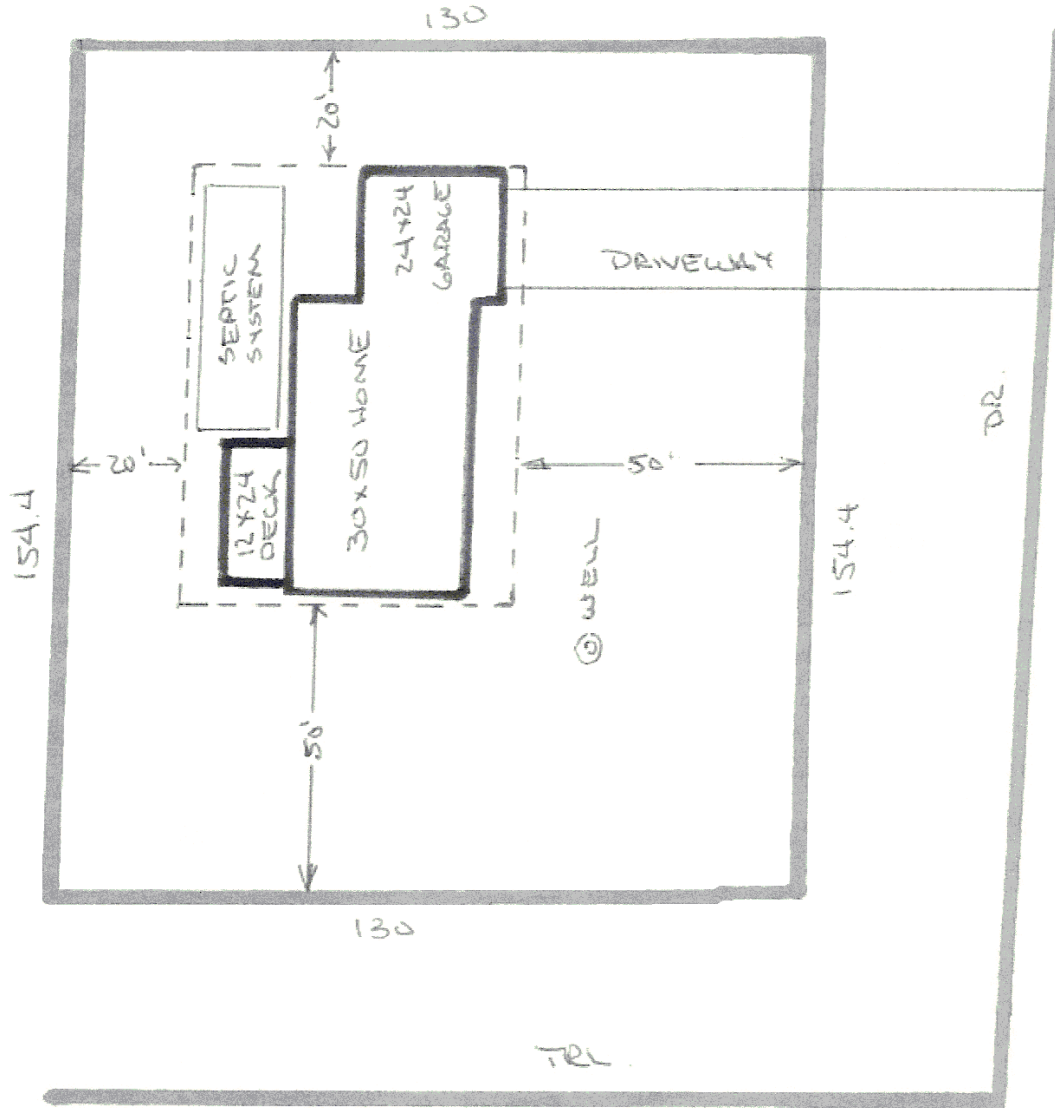 130
20'
24x24
GARAGE
DRIVEWAY
SEPTIC
SYSTEM
30x50 HOME
DR.
20'
50'
12x24
DECK
154.4
154.4
WELL
50'
130
TRL.